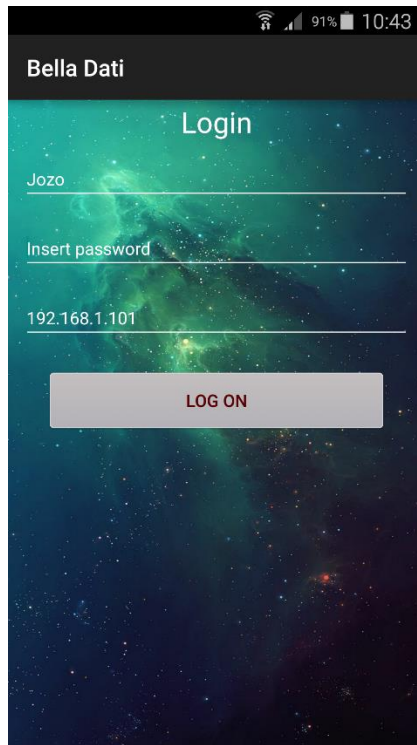 91% 10:43
Bella Dati
Login
Jozo
Insert password
192.168.1.101
LOG ON